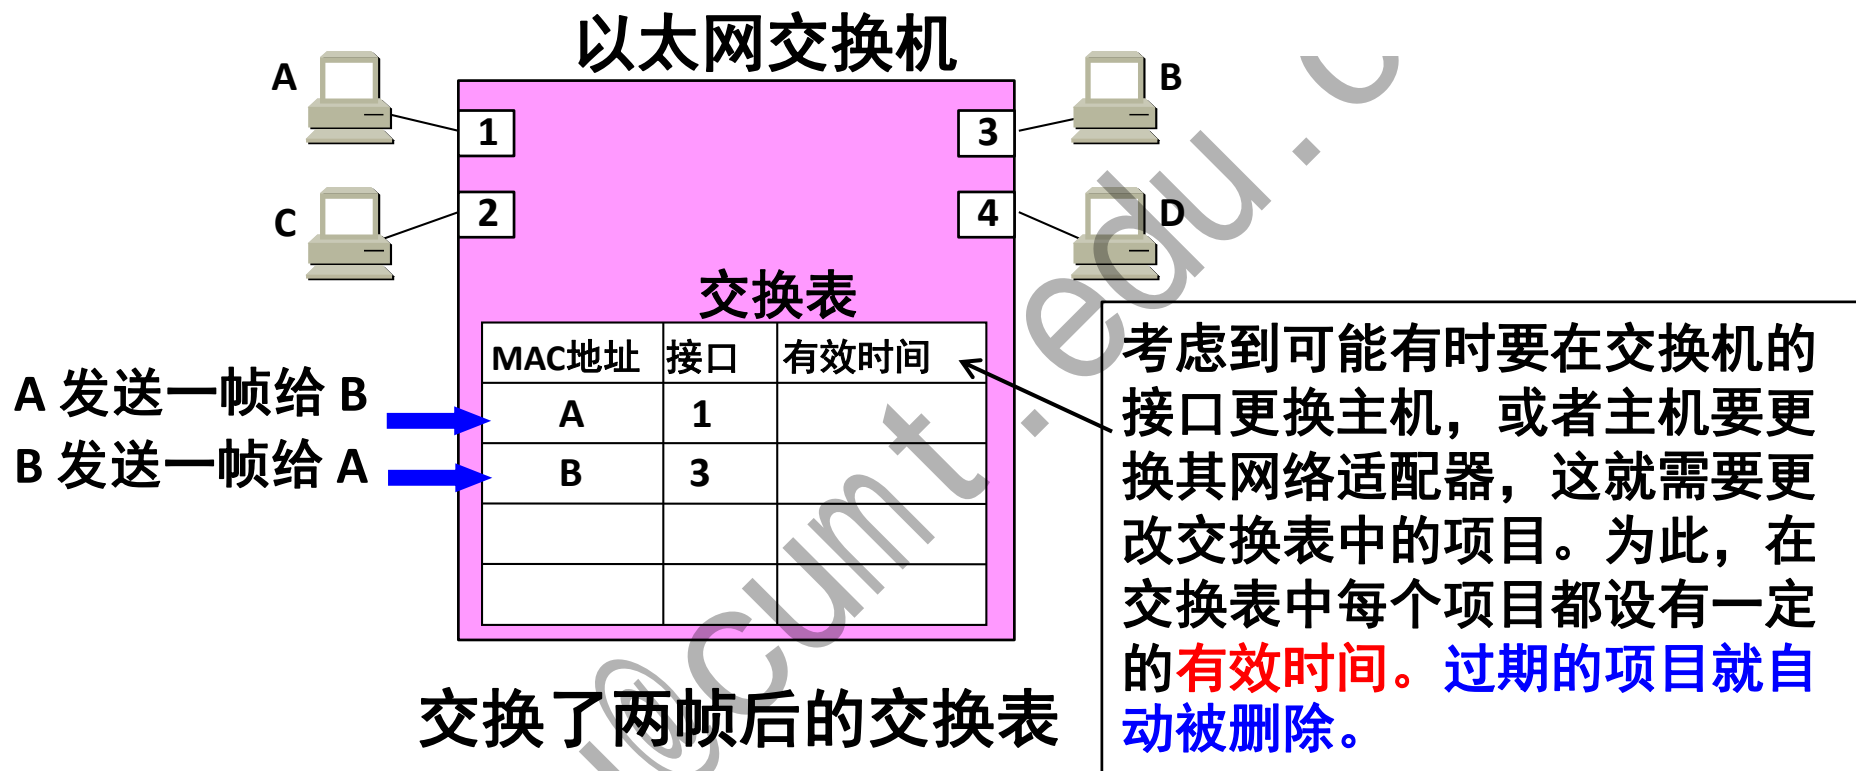 以太网交换机
A
B
1
3
C
D
2
4
交换表
MAC地址 接口 有效时间
A 发送一帧给 B
A 1
B 发送一帧给 A
B 3
考虑到可能有时要在交换机的
接口更换主机，或者主机要更
换其网络适配器，这就需要更
改交换表中的项目。为此，在
交换表中每个项目都设有一定
的有效时间。过期的项目就自
动被删除。
交换了两帧后的交换表
@cumt.edu.c